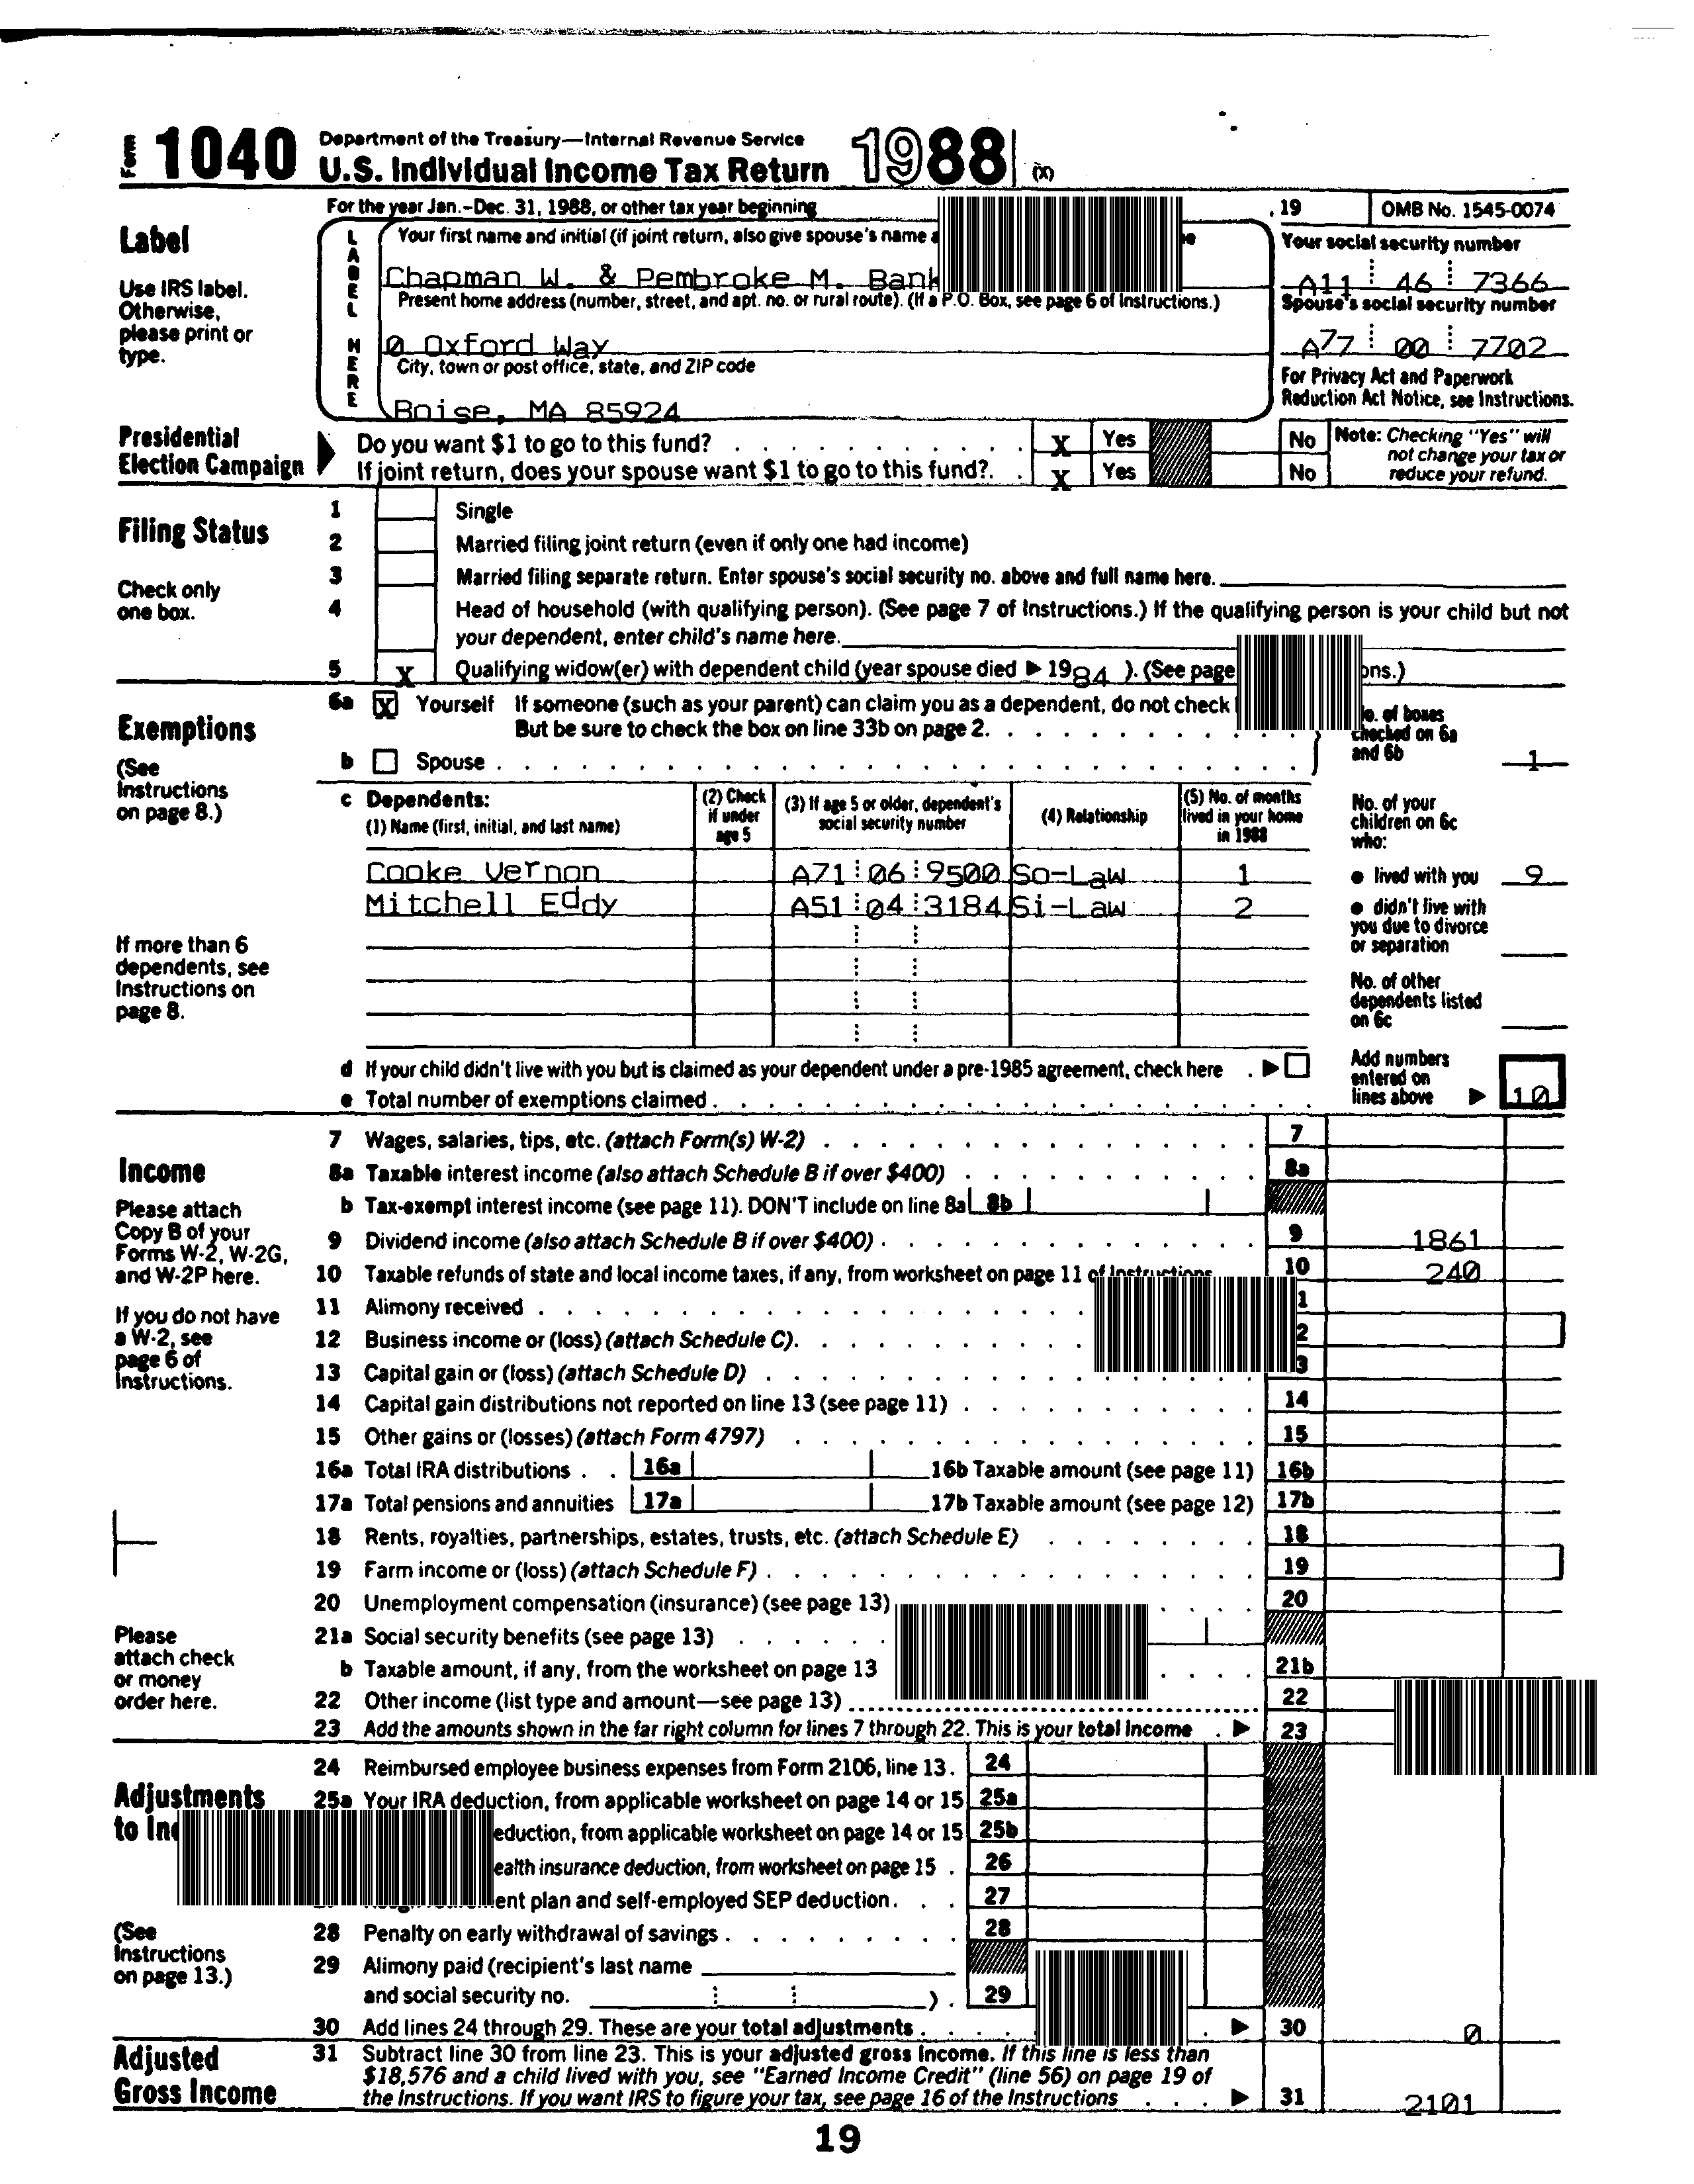 Form 1040 Department of the Treasury—Internal Revenue Service
U.S. Individual Income Tax Return 1988 (X)
For the year Jan.–Dec. 31, 1988, or other tax year beginning , 19 OMB No. 1545-0074
Label
Use IRS label.
Otherwise,
please print or
type.
LABEL HERE
Your first name and initial (if joint return, also give spouse's name
Chapman W. & Pembroke M. Bank
Your social security number
A11 46 7366
Present home address (number, street, and apt. no. or rural route). (If a P.O. Box, see page 6 of Instructions.)
0 Oxford Way
Spouse's social security number
A77 00 7702
City, town or post office, state, and ZIP code
Boise, MA 85924
For Privacy Act and Paperwork
Reduction Act Notice, see Instructions.
Presidential
Election Campaign
Do you want $1 to go to this fund? X Yes No
If joint return, does your spouse want $1 to go to this fund? X Yes No
Note: Checking "Yes" will
not change your tax or
reduce your refund.
Filing Status
Check only
one box.
1 Single
2 Married filing joint return (even if only one had income)
3 Married filing separate return. Enter spouse's social security no. above and full name here.
4 Head of household (with qualifying person). (See page 7 of Instructions.) If the qualifying person is your child but not
your dependent, enter child's name here.
5 X Qualifying widow(er) with dependent child (year spouse died ▶ 1984 ). (See page ons.)
Exemptions
(See
Instructions
on page 8.)
6a X Yourself If someone (such as your parent) can claim you as a dependent, do not check
But be sure to check the box on line 33b on page 2.
b Spouse
No. of boxes
checked on 6a
and 6b 1
c Dependents:
(1) Name (first, initial, and last name)
(2) Check
if under
age 5
(3) If age 5 or older, dependent's
social security number
(4) Relationship
(5) No. of months
lived in your home
in 1988
Cooke Vernon A71 06 9500 So-Law 1
Mitchell Eddy A51 04 3184 Si-Law 2
No. of your
children on 6c
who:
● lived with you 9
● didn't live with
you due to divorce
or separation
No. of other
dependents listed
on 6c
If more than 6
dependents, see
Instructions on
page 8.
d If your child didn't live with you but is claimed as your dependent under a pre-1985 agreement, check here ▶
e Total number of exemptions claimed
Add numbers
entered on
lines above ▶ 10
Income
Please attach
Copy B of your
Forms W-2, W-2G,
and W-2P here.
If you do not have
a W-2, see
page 6 of
Instructions.
7 Wages, salaries, tips, etc. (attach Form(s) W-2) 7
8a Taxable interest income (also attach Schedule B if over $400) 8a
b Tax-exempt interest income (see page 11). DON'T include on line 8a 8b
9 Dividend income (also attach Schedule B if over $400) 9 1861
10 Taxable refunds of state and local income taxes, if any, from worksheet on page 11 of Instructions 10 240
11 Alimony received 1
12 Business income or (loss) (attach Schedule C) 2
13 Capital gain or (loss) (attach Schedule D) 3
14 Capital gain distributions not reported on line 13 (see page 11) 14
15 Other gains or (losses) (attach Form 4797) 15
16a Total IRA distributions 16a 16b Taxable amount (see page 11) 16b
17a Total pensions and annuities 17a 17b Taxable amount (see page 12) 17b
18 Rents, royalties, partnerships, estates, trusts, etc. (attach Schedule E) 18
19 Farm income or (loss) (attach Schedule F) 19
20 Unemployment compensation (insurance) (see page 13) 20
21a Social security benefits (see page 13)
b Taxable amount, if any, from the worksheet on page 13 21b
22 Other income (list type and amount—see page 13) 22
23 Add the amounts shown in the far right column for lines 7 through 22. This is your total income ▶ 23
Please
attach check
or money
order here.
Adjustments
to In
(See
Instructions
on page 13.)
24 Reimbursed employee business expenses from Form 2106, line 13 24
25a Your IRA deduction, from applicable worksheet on page 14 or 15 25a
eduction, from applicable worksheet on page 14 or 15 25b
ealth insurance deduction, from worksheet on page 15 26
ent plan and self-employed SEP deduction 27
28 Penalty on early withdrawal of savings 28
29 Alimony paid (recipient's last name
and social security no. ) 29
30 Add lines 24 through 29. These are your total adjustments ▶ 30 0
Adjusted
Gross Income
31 Subtract line 30 from line 23. This is your adjusted gross income. If this line is less than
$18,576 and a child lived with you, see "Earned Income Credit" (line 56) on page 19 of
the Instructions. If you want IRS to figure your tax, see page 16 of the Instructions ▶ 31 2101
19